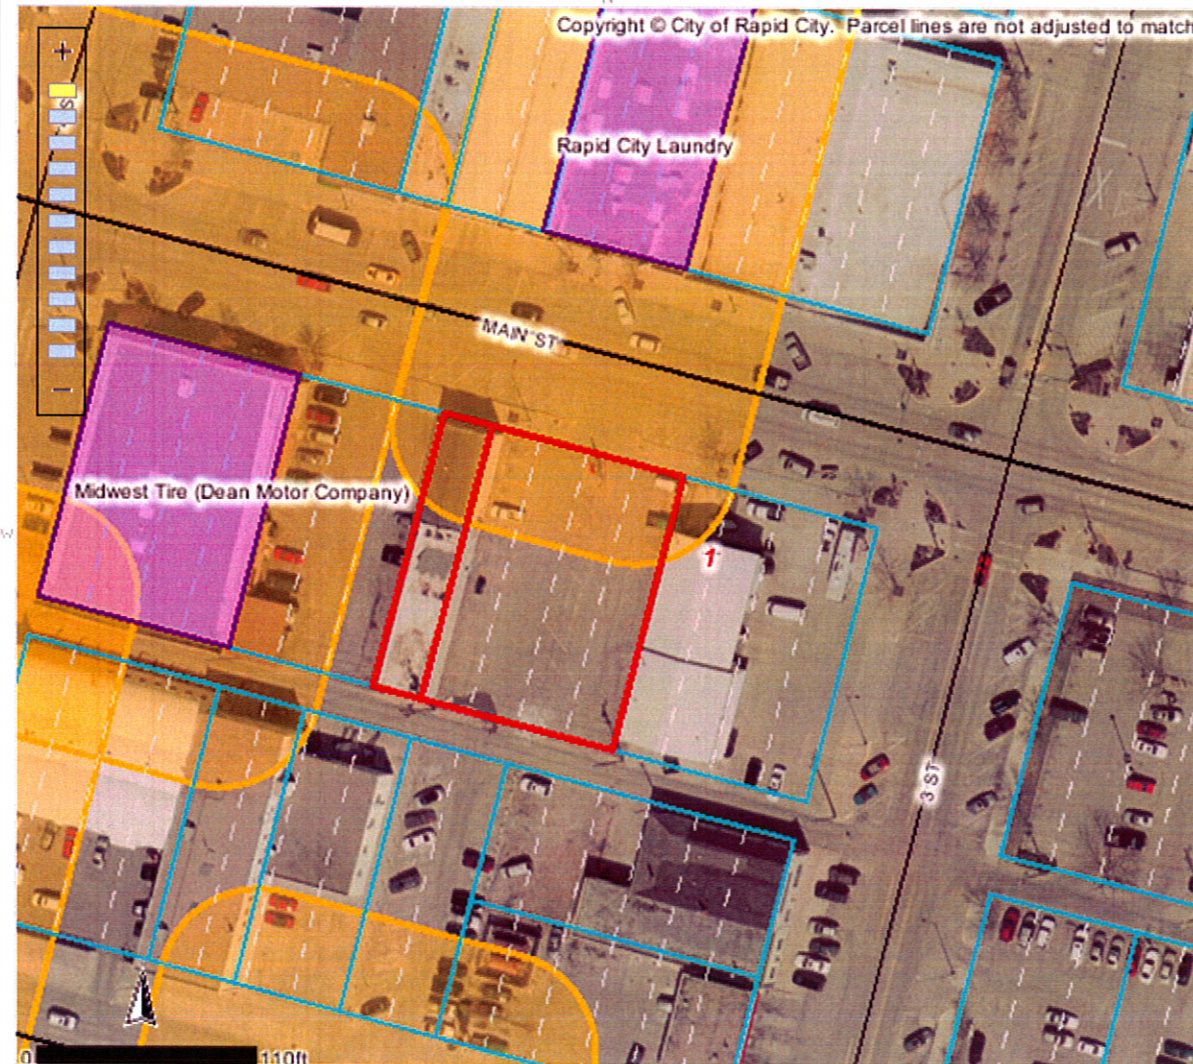 Copyright © City of Rapid City. Parcel lines are not adjusted to match
+
S
Rapid City Laundry
MAIN ST
Midwest Tire (Dean Motor Company)
1
3 ST
–
0 110ft